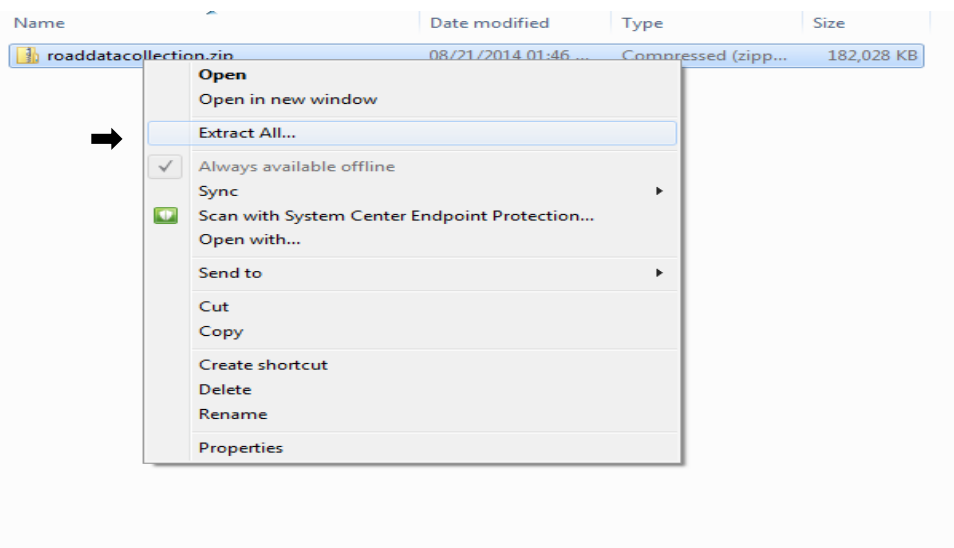 Name Date modified Type Size
roaddatacollection.zip 08/21/2014 01:46 ... Compressed (zipp... 182,028 KB
Open
Open in new window
Extract All...
Always available offline
Sync
Scan with System Center Endpoint Protection...
Open with...
Send to
Cut
Copy
Create shortcut
Delete
Rename
Properties